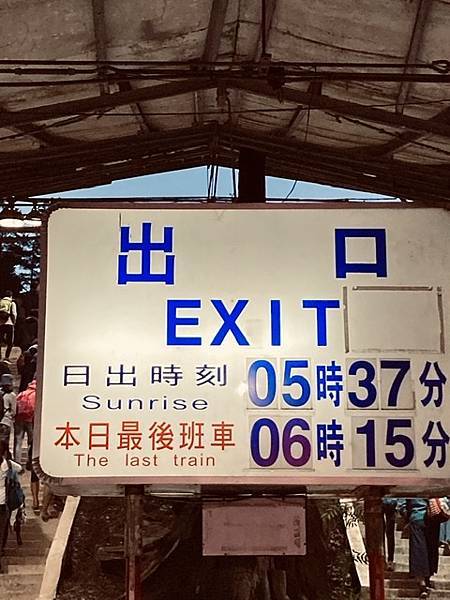 出 口
EXIT
日出時刻 05時37分
Sunrise
本日最後班車 06時15分
The last train